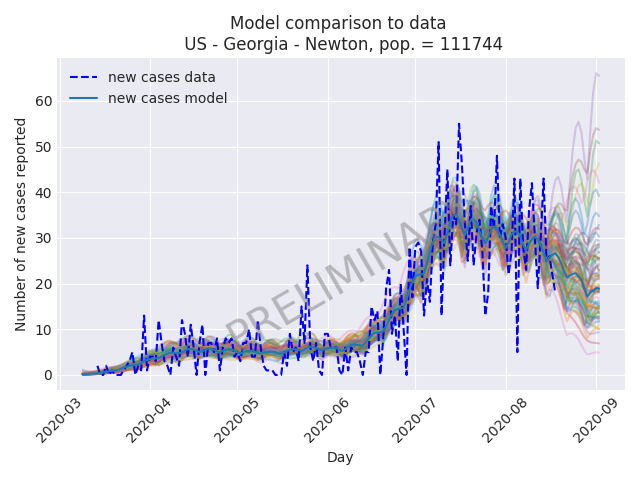 Model comparison to data
US - Georgia - Newton, pop. = 111744
new cases data
new cases model
Number of new cases reported
60
50
40
30
20
10
0
PRELIMINARY
2020-03
2020-04
2020-05
2020-06
2020-07
2020-08
2020-09
Day